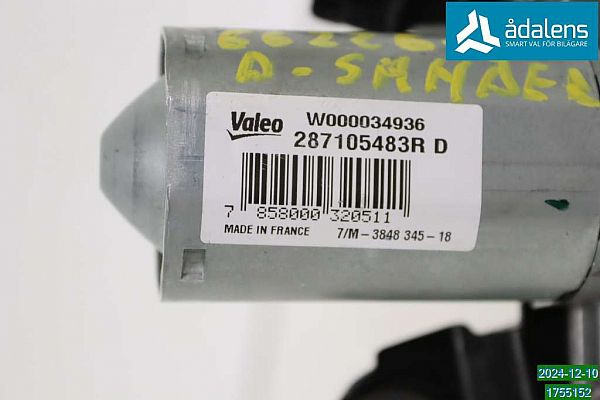 ådalens
SMART VAL FÖR BILÄGARE
Valeo
W000034936
287105483R D
7 858000 320511
MADE IN FRANCE 7/M-3848 345-18
2024-12-10
1755152